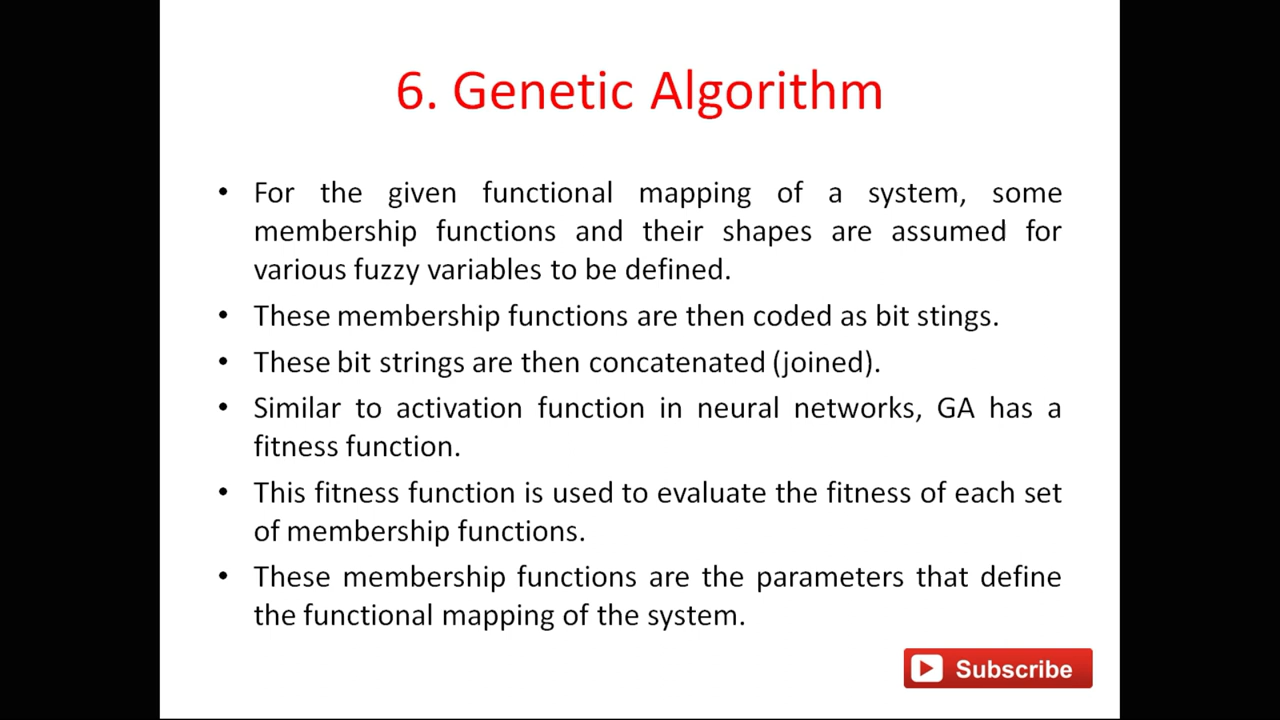 6. Genetic Algorithm
• For the given functional mapping of a system, some
membership functions and their shapes are assumed for
various fuzzy variables to be defined.
• These membership functions are then coded as bit stings.
• These bit strings are then concatenated (joined).
• Similar to activation function in neural networks, GA has a
fitness function.
• This fitness function is used to evaluate the fitness of each set
of membership functions.
• These membership functions are the parameters that define
the functional mapping of the system.
Subscribe